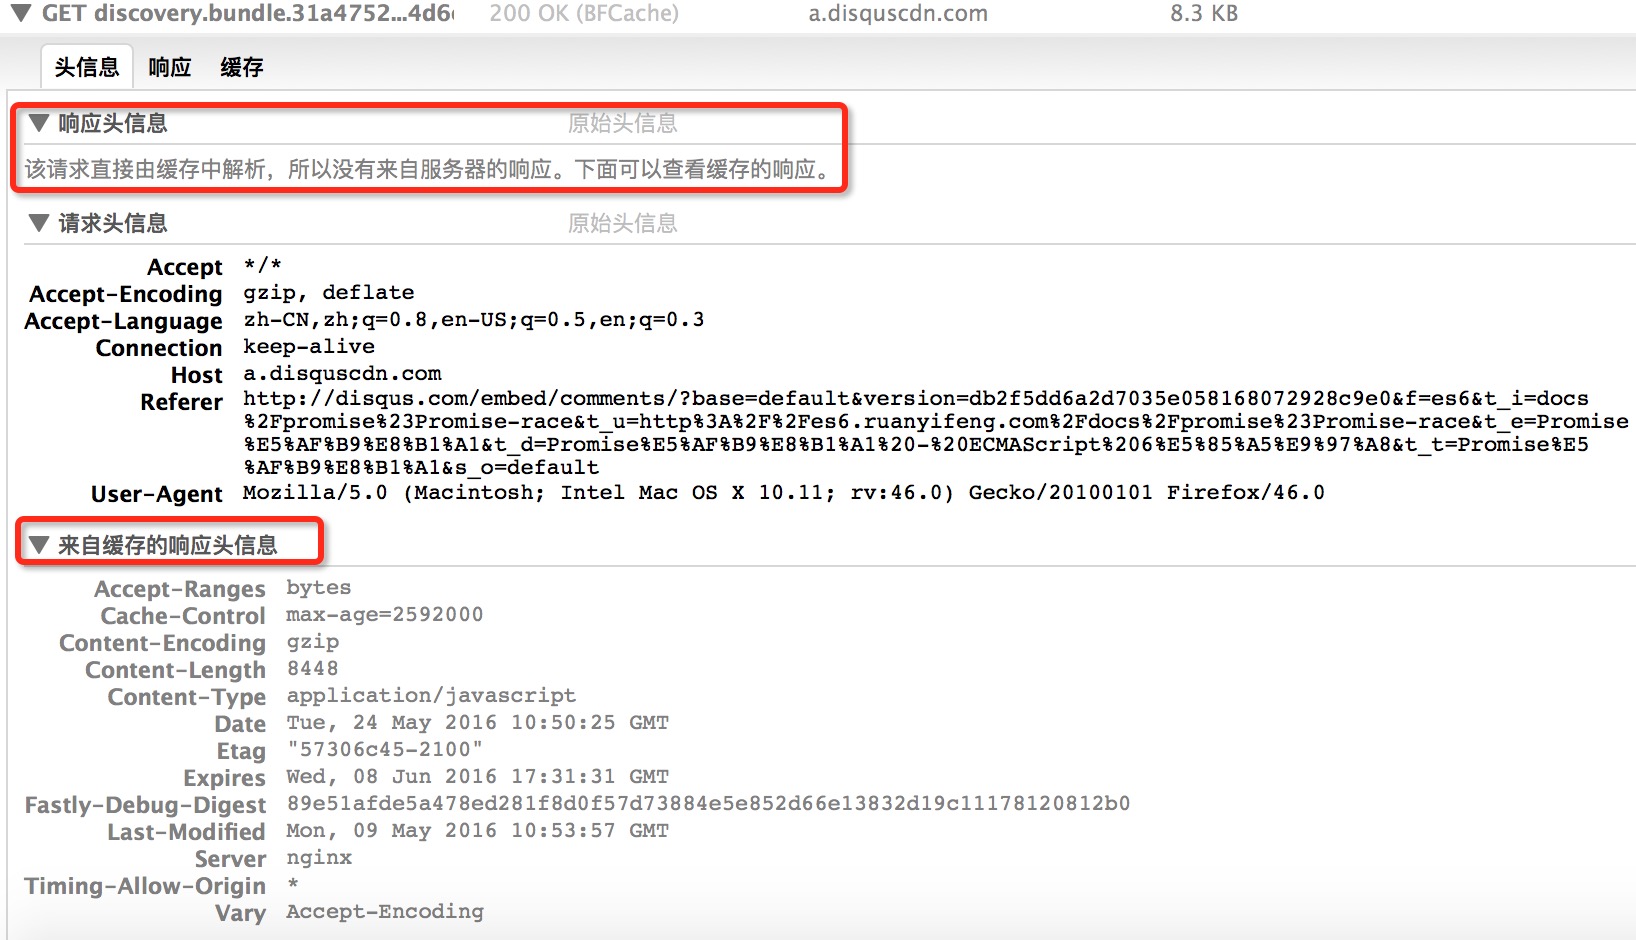 GET discovery.bundle.31a4752...4d6 200 OK (BFCache) a.disquscdn.com 8.3 KB
头信息 响应 缓存
响应头信息 原始头信息
该请求直接由缓存中解析，所以没有来自服务器的响应。下面可以查看缓存的响应。
请求头信息 原始头信息
Accept */*
Accept-Encoding gzip, deflate
Accept-Language zh-CN,zh;q=0.8,en-US;q=0.5,en;q=0.3
Connection keep-alive
Host a.disquscdn.com
Referer http://disqus.com/embed/comments/?base=default&version=db2f5dd6a2d7035e058168072928c9e0&f=es6&t_i=docs
%2Fpromise%23Promise-race&t_u=http%3A%2F%2Fes6.ruanyifeng.com%2Fdocs%2Fpromise%23Promise-race&t_e=Promise
%E5%AF%B9%E8%B1%A1&t_d=Promise%E5%AF%B9%E8%B1%A1%20-%20ECMAScript%206%E5%85%A5%E9%97%A8&t_t=Promise%E5
%AF%B9%E8%B1%A1&s_o=default
User-Agent Mozilla/5.0 (Macintosh; Intel Mac OS X 10.11; rv:46.0) Gecko/20100101 Firefox/46.0
来自缓存的响应头信息
Accept-Ranges bytes
Cache-Control max-age=2592000
Content-Encoding gzip
Content-Length 8448
Content-Type application/javascript
Date Tue, 24 May 2016 10:50:25 GMT
Etag "57306c45-2100"
Expires Wed, 08 Jun 2016 17:31:31 GMT
Fastly-Debug-Digest 89e51afde5a478ed281f8d0f57d73884e5e852d66e13832d19c11178120812b0
Last-Modified Mon, 09 May 2016 10:53:57 GMT
Server nginx
Timing-Allow-Origin *
Vary Accept-Encoding